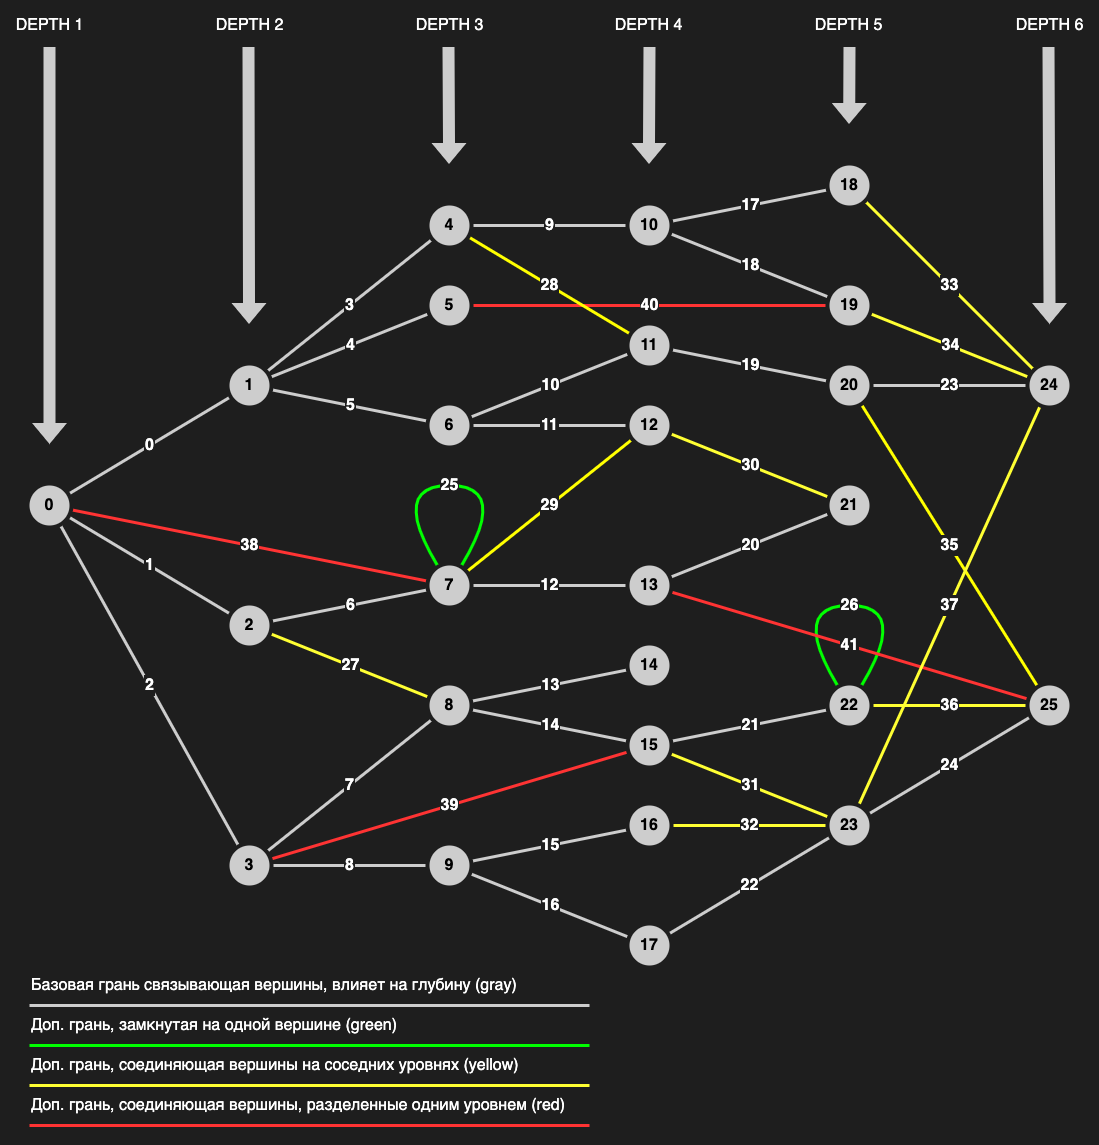 DEPTH 1 DEPTH 2 DEPTH 3 DEPTH 4 DEPTH 5 DEPTH 6
18
17
4 9 10
18
28 33
3 5 40 19
4 11 34
19
1 10 20 23 24
5
6 11 12
0
30
25
0 29 21
38 20 35
1
7 12 13
6 26 37
2
41
27 14
2 13
8 22 36 25
14 21
15
24
7 31
39
16 32 23
15
3 8 9
22
16
17
Базовая грань связывающая вершины, влияет на глубину (gray)
Доп. грань, замкнутая на одной вершине (green)
Доп. грань, соединяющая вершины на соседних уровнях (yellow)
Доп. грань, соединяющая вершины, разделенные одним уровнем (red)